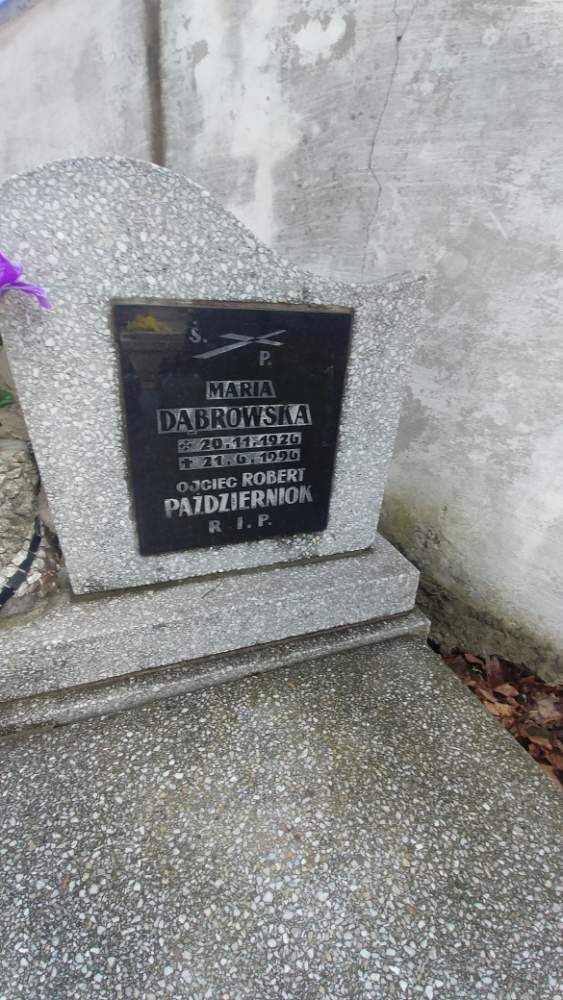 Ś. P.
MARIA
DĄBROWSKA
* 20.11.1926
✝ 21.6.1996
OJCIEC ROBERT
PAŹDZIERNIOK
R. I. P.